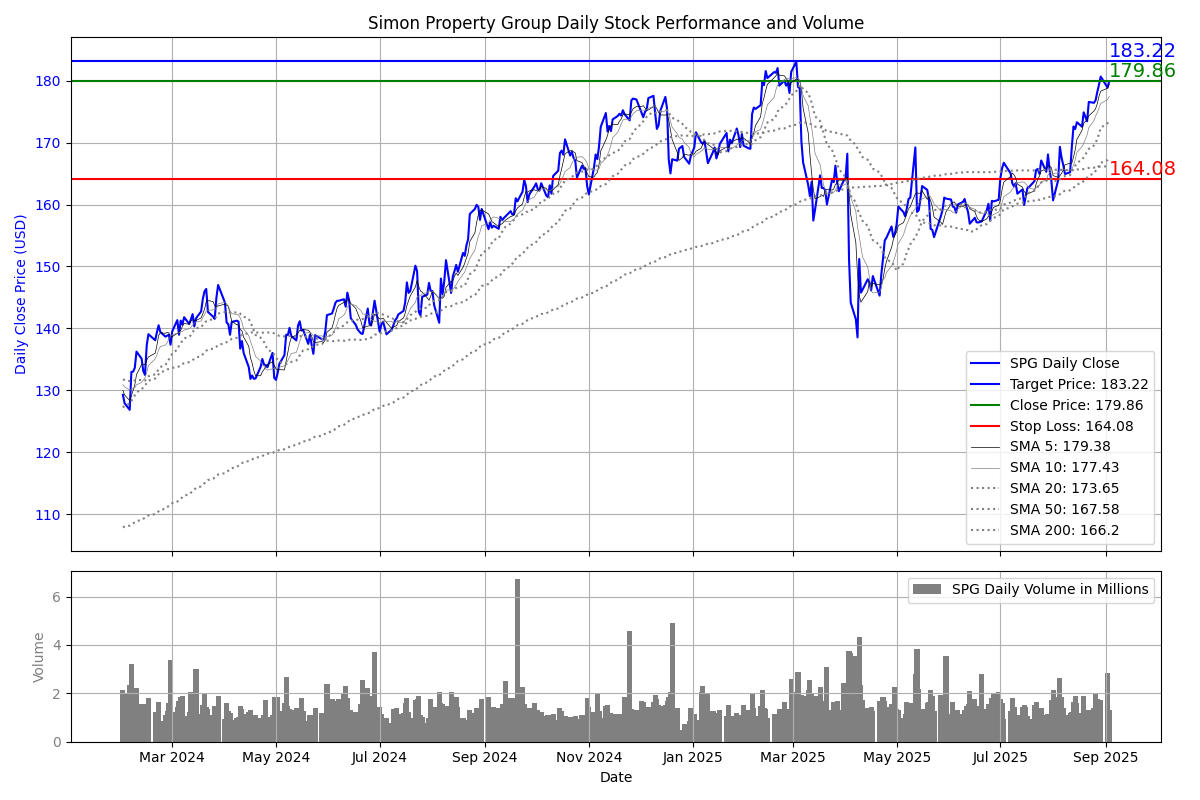 Simon Property Group Daily Stock Performance and Volume
183.22
179.86
164.08
180
170
160
150
140
130
120
110
Daily Close Price (USD)
SPG Daily Close
Target Price: 183.22
Close Price: 179.86
Stop Loss: 164.08
SMA 5: 179.38
SMA 10: 177.43
SMA 20: 173.65
SMA 50: 167.58
SMA 200: 166.2
SPG Daily Volume in Millions
6
4
2
0
Volume
Mar 2024
May 2024
Jul 2024
Sep 2024
Nov 2024
Jan 2025
Mar 2025
May 2025
Jul 2025
Sep 2025
Date